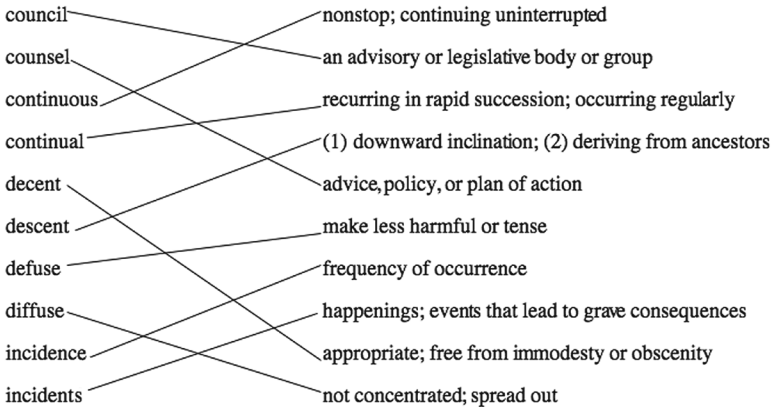 council nonstop; continuing uninterrupted
counsel an advisory or legislative body or group
continuous recurring in rapid succession; occurring regularly
continual (1) downward inclination; (2) deriving from ancestors
decent advice, policy, or plan of action
descent make less harmful or tense
defuse frequency of occurrence
diffuse happenings; events that lead to grave consequences
incidence appropriate; free from immodesty or obscenity
incidents not concentrated; spread out